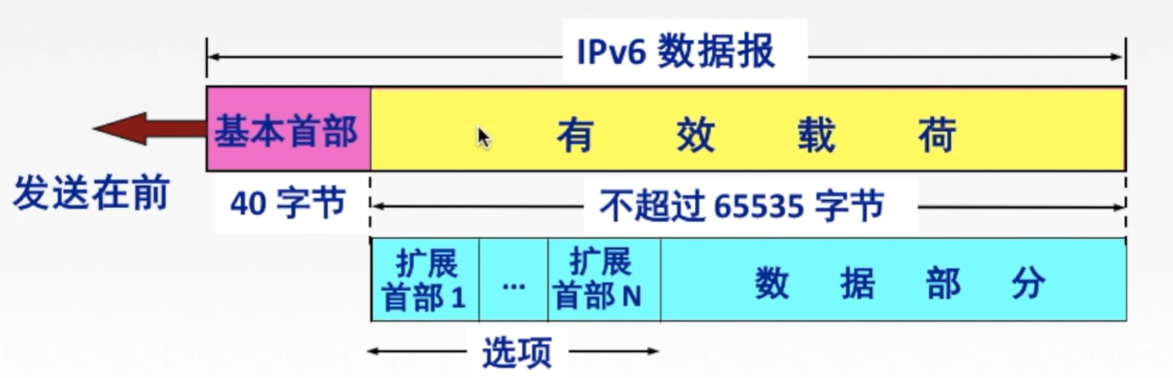 IPv6 数据报
基本首部
有 效 载 荷
发送在前
40 字节
不超过 65535 字节
扩展
首部 1
...
扩展
首部 N
数 据 部 分
选项